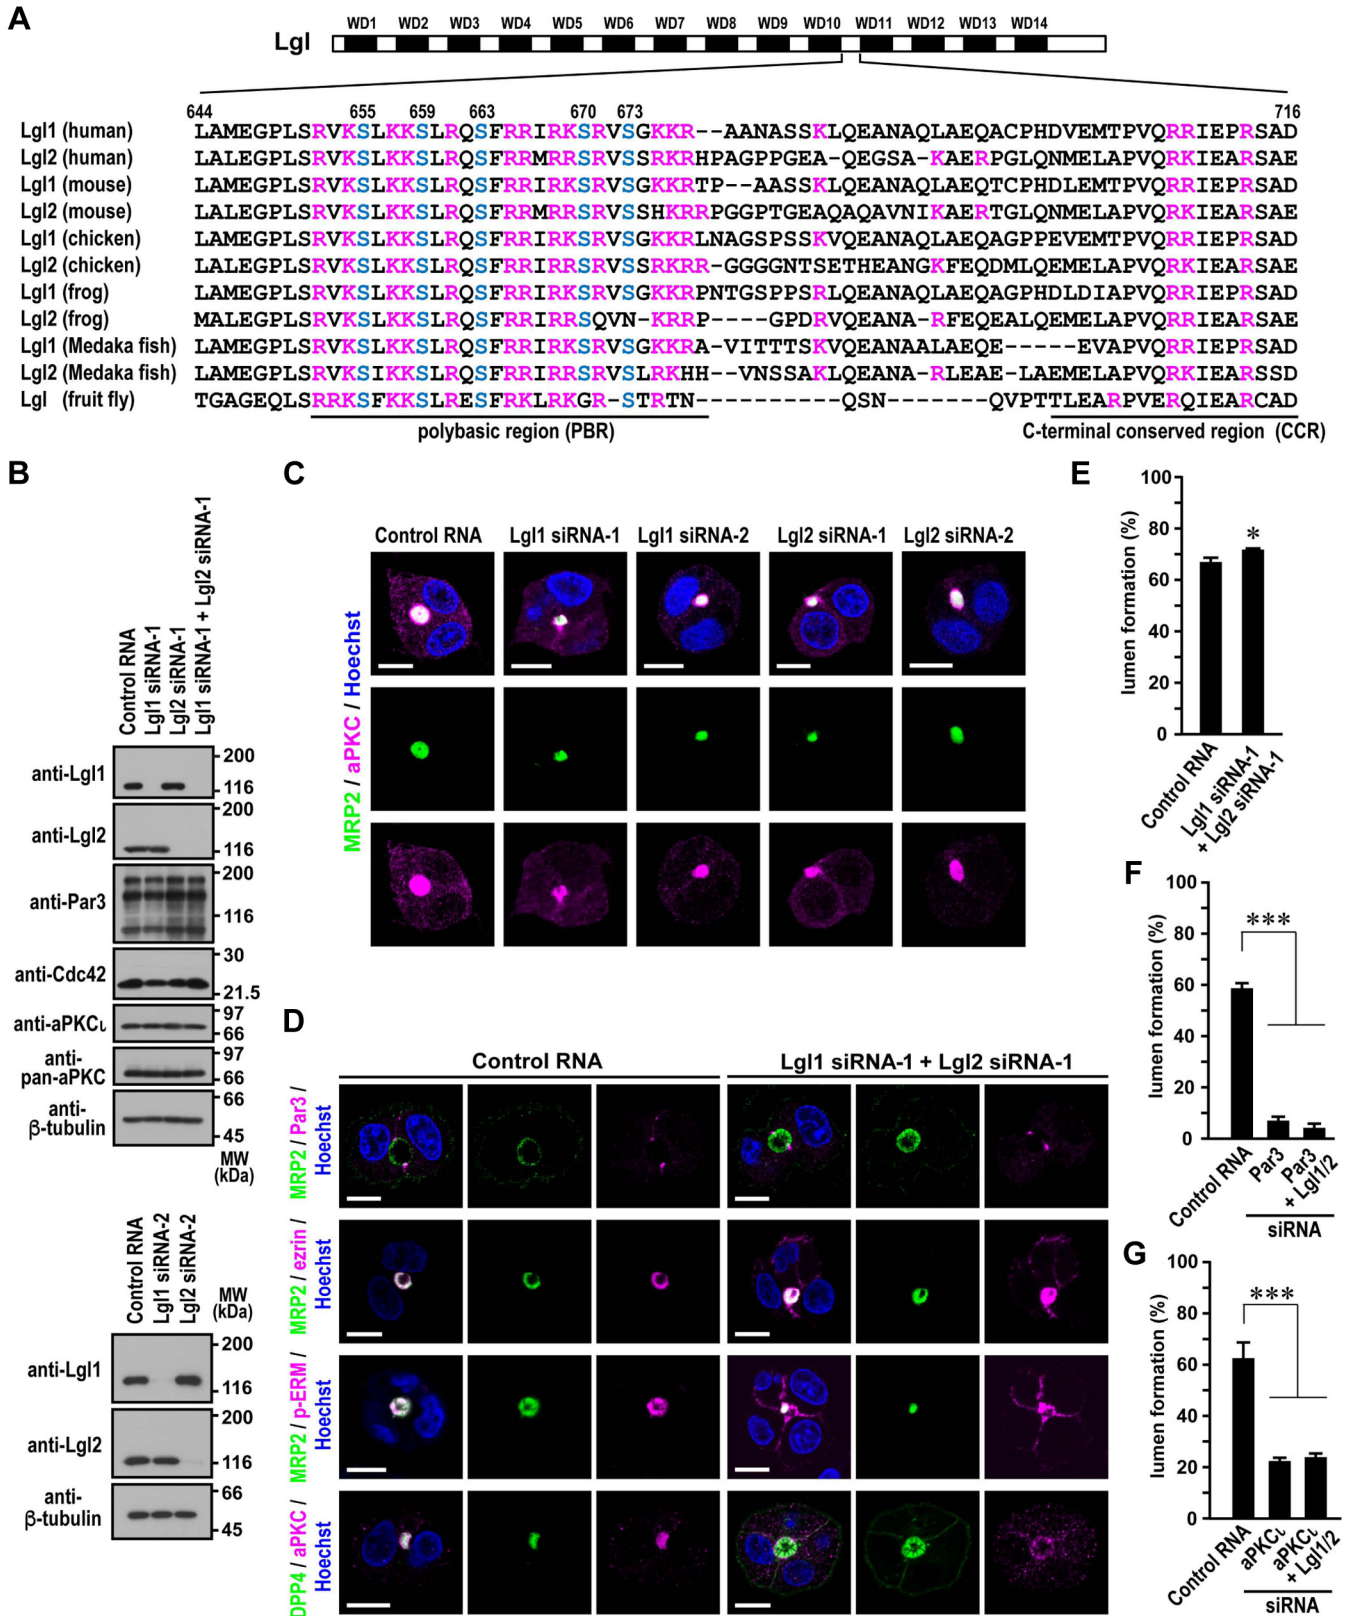 A
WD1 WD2 WD3 WD4 WD5 WD6 WD7 WD8 WD9 WD10 WD11 WD12 WD13 WD14
Lgl
644 655 659 663 670 673 716
Lgl1 (human) LAMEGPLSRVKSLKKSLRQSFRRIRKSRVSGKKR--AANASSKLQEANAQLAEQACPHDVEMTPVQRRIEPRSAD
Lgl2 (human) LALEGPLSRVKSLKKSLRQSFRRMRRSRVSSRKRHPAGPPGEA-QEGSA-KAERPGLQNMELAPVQRKIEARSAE
Lgl1 (mouse) LAMEGPLSRVKSLKKSLRQSFRRIRKSRVSGKKRTP--AASSKLQEANAQLAEQTCPHDLEMTPVQRRIEPRSAD
Lgl2 (mouse) LALEGPLSRVKSLKKSLRQSFRRMRRSRVSSHKRRPGGPTGEAQAQAVNIKAERTGLQNMELAPVQRKIEARSAE
Lgl1 (chicken) LAMEGPLSRVKSLKKSLRQSFRRIRKSRVSGKKRLNAGSPSSKVQEANAQLAEQAGPPEVEMTPVQRRIEPRSAD
Lgl2 (chicken) LALEGPLSRVKSLKKSLRQSFRRIRKSRVSSRKRR-GGGGNTSETHEANGKFEQDMLQEMELAPVQRKIEARSAE
Lgl1 (frog) LAMEGPLSRVKSLKKSLRQSFRRIRKSRVSGKKRPNTGSPPSRLQEANAQLAEQAGPHDLDIAPVQRRIEPRSAD
Lgl2 (frog) MALEGPLSRVKSLKKSLRQSFRRIRRSQVN-KRRP----GPDRVQEANA-RFEQEALQEMELAPVQRKIEARSAE
Lgl1 (Medaka fish) LAMEGPLSRVKSLKKSLRQSFRRIRKSRVSGKKRA-VITTTSKVQEANAALAEQE-----EVAPVQRRIEPRSSD
Lgl2 (Medaka fish) LAMEGPLSRVKSIKKSLRQSFRRIRRSRVSLRKHH--VNSSAKLQEANA-RLEAE-LAEMELAPVQRKIEARSSD
Lgl (fruit fly) TGAGEQLSRRKSFKKSLRESFRKLRKGR-STRTN----------QSN-------QVPTTLEARPVERQIEARCAD
polybasic region (PBR) C-terminal conserved region (CCR)
B
Control RNA
Lgl1 siRNA-1
Lgl2 siRNA-1
Lgl1 siRNA-1 + Lgl2 siRNA-1
anti-Lgl1
200
116
anti-Lgl2
200
116
anti-Par3
200
116
anti-Cdc42
30
21.5
anti-aPKCι
97
66
anti-
pan-aPKC
97
66
anti-
β-tubulin
66
45
MW
(kDa)
Control RNA
Lgl1 siRNA-2
Lgl2 siRNA-2
MW
(kDa)
anti-Lgl1
200
116
anti-Lgl2
200
116
anti-
β-tubulin
66
45
C
Control RNA Lgl1 siRNA-1 Lgl1 siRNA-2 Lgl2 siRNA-1 Lgl2 siRNA-2
MRP2 / aPKC / Hoechst
D
Control RNA Lgl1 siRNA-1 + Lgl2 siRNA-1
MRP2 / Par3 /
Hoechst
MRP2 / ezrin /
Hoechst
MRP2 / p-ERM /
Hoechst
DPP4 / aPKC /
Hoechst
E
lumen formation (%)
100
80
60
40
20
0
*
Control RNA
Lgl1 siRNA-1
+ Lgl2 siRNA-1
F
lumen formation (%)
100
80
60
40
20
0
***
Control RNA
Par3
Par3
+ Lgl1/2
siRNA
G
lumen formation (%)
100
80
60
40
20
0
***
Control RNA
aPKCι
aPKCι
+ Lgl1/2
siRNA